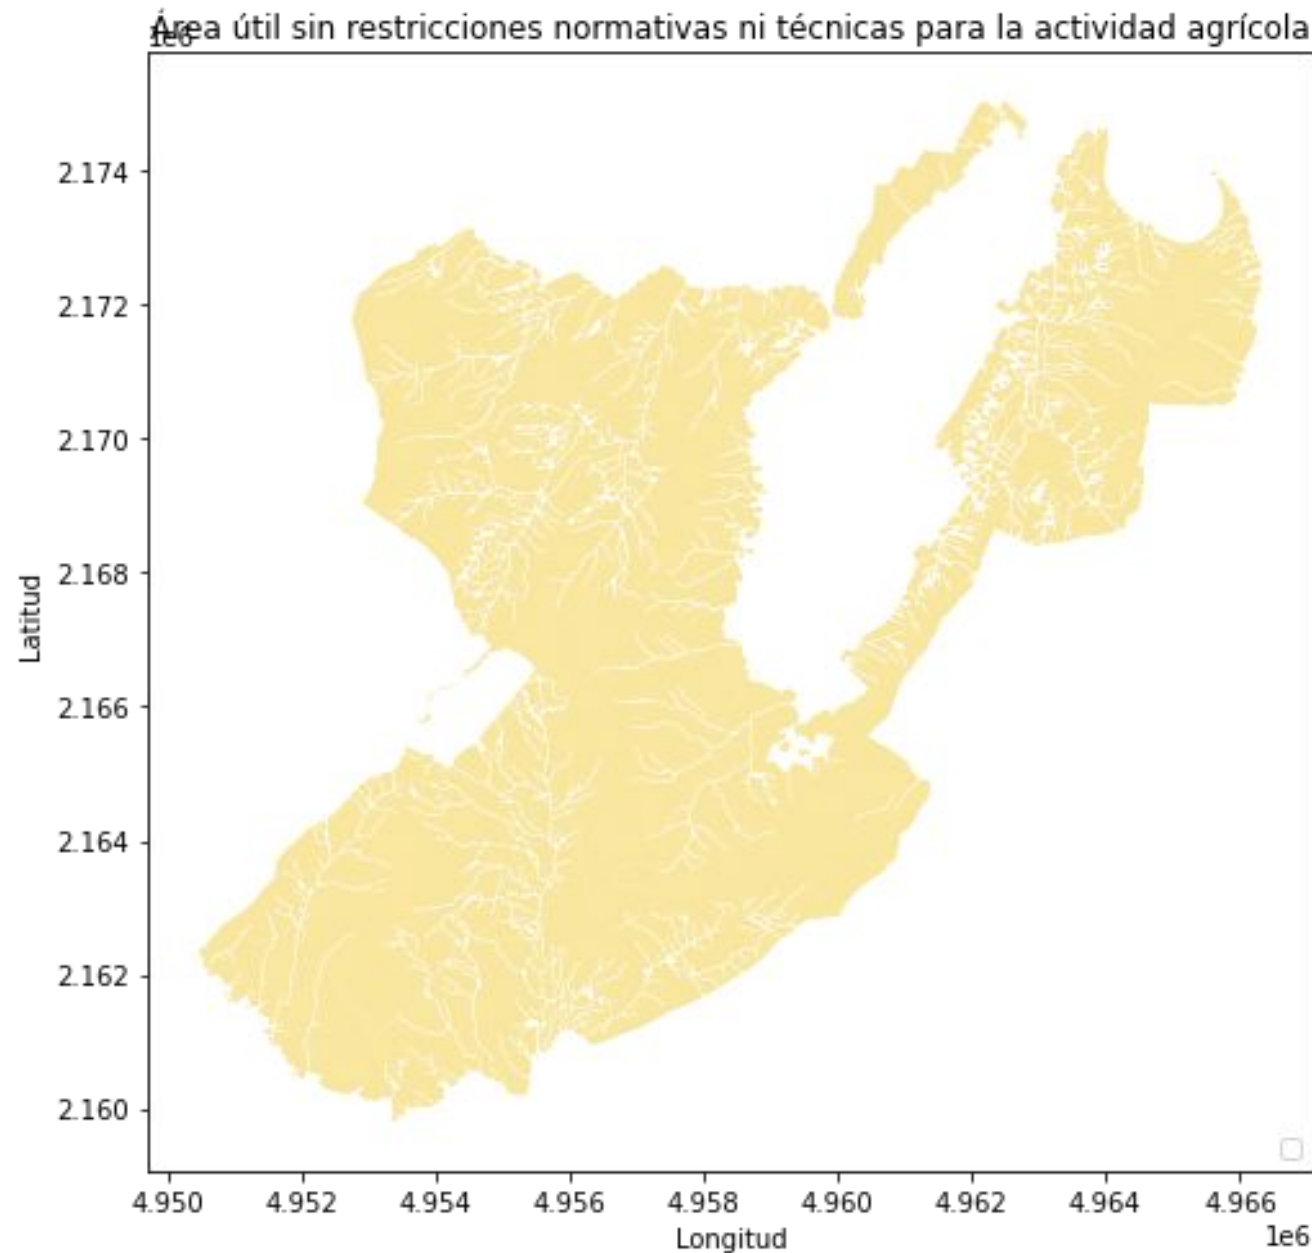 Área útil sin restricciones normativas ni técnicas para la actividad agrícola
1e6
2.174
2.172
2.170
2.168
2.166
2.164
2.162
2.160
Latitud
4.950 4.952 4.954 4.956 4.958 4.960 4.962 4.964 4.966
Longitud
1e6